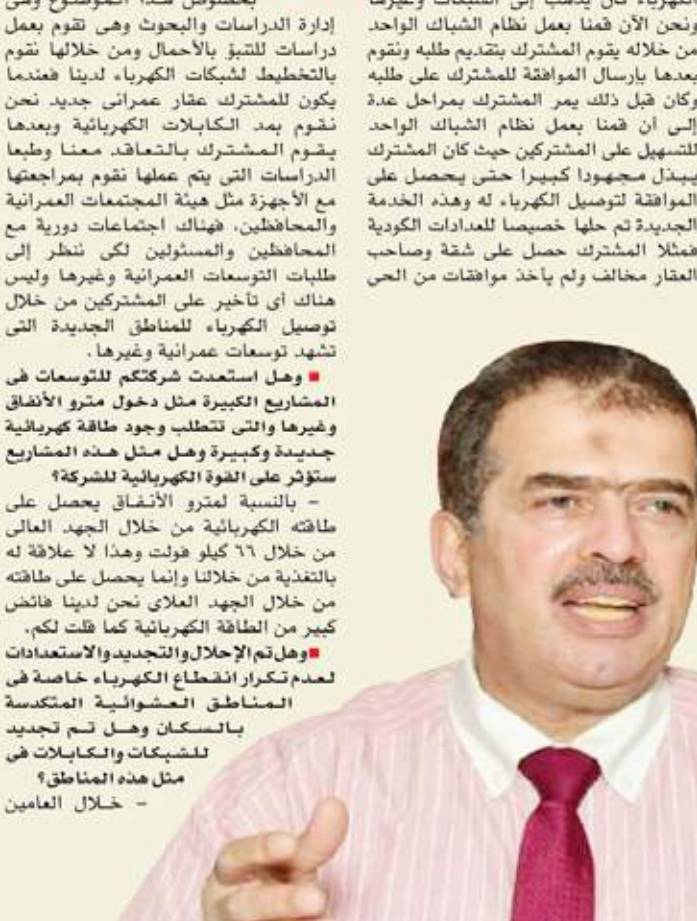 الكهرباء كان يذهب إلى وغيرها
ونحن الآن قمنا بعمل نظام الشباك الواحد
من خلاله يقوم المشترك بتقديم طلبه ونقوم
بعدها بإرسال الموافقة للمشترك على طلبه
وكان قبل ذلك يمر المشترك بمراحل عدة
إلى أن قمنا بعمل نظام الشباك الواحد
للتسهيل على المشتركين حيث كان المشترك
يبذل مجهودا كبيرا حتى يحصل على
الموافقة لتوصيل الكهرباء له وهذه الخدمة
الجديدة تم حلها خصيصا للعدادات الكودية
فمثلا المشترك حصل على شقة وصاحب
العقار مخالف ولم يأخذ موافقات من الحى
بخصوص هذا الموضوع وهى
إدارة الدراسات والبحوث وهى تقوم بعمل
دراسات للتنبؤ بالأحمال ومن خلالها نقوم
بالتخطيط لشبكات الكهرباء لدينا فعندما
يكون للمشترك عقار عمرانى جديد نحن
نقوم بمد الكابلات الكهربائية وبعدها
يقوم المشترك بالتعاقد معنا وطبعا
الدراسات التى يتم عملها نقوم بمراجعتها
مع الأجهزة مثل هيئة المجتمعات العمرانية
والمحافظين، فهناك اجتماعات دورية مع
المحافظين والمسئولين لكى ننظر إلى
طلبات التوسعات العمرانية وغيرها وليس
هناك أى تأخير على المشتركين من خلال
توصيل الكهرباء للمناطق الجديدة التى
تشهد توسعات عمرانية وغيرها.
■ وهل استعدت شركتكم للتوسعات فى
المشاريع الكبيرة مثل دخول مترو الأنفاق
وغيرها والتى تتطلب وجود طاقة كهربائية
جديدة وكبيرة وهل مثل هذه المشاريع
ستؤثر على القوة الكهربائية للشركة؟
- بالنسبة لمترو الأنفاق يحصل على
طاقته الكهربائية من خلال الجهد العالى
من خلال ٦٦ كيلو فولت وهذا لا علاقة له
بالتغذية من خلالنا وإنما يحصل على طاقته
من خلال الجهد العلاى نحن لدينا فائض
كبير من الطاقة الكهربائية كما قلت لكم.
■ وهل تم الإحلال والتجديد والاستعدادات
لعدم تكرار انقطاع الكهرباء خاصة فى
المناطق العشوائية المتكدسة
بالسكان وهل تم تجديد
للشبكات والكابلات فى
مثل هذه المناطق؟
- خلال العامين